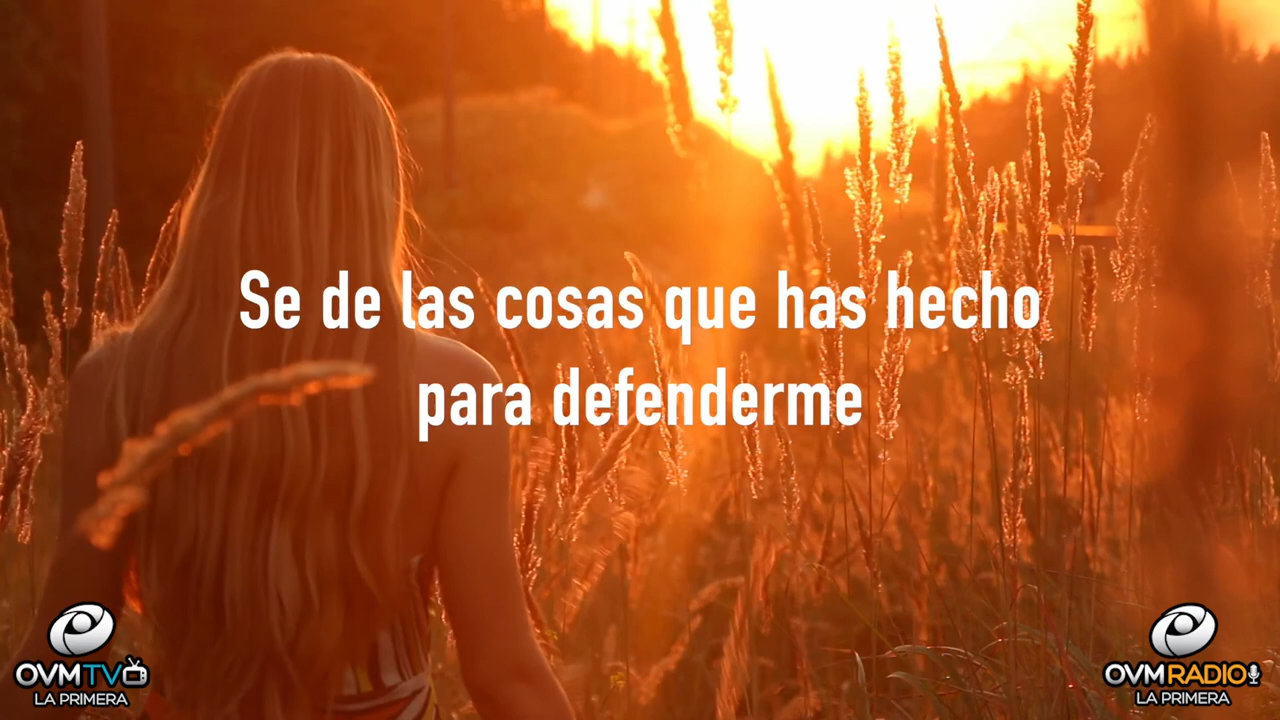 Se de las cosas que has hecho
para defenderme
OVMTV
LA PRIMERA
OVMRADIO
LA PRIMERA